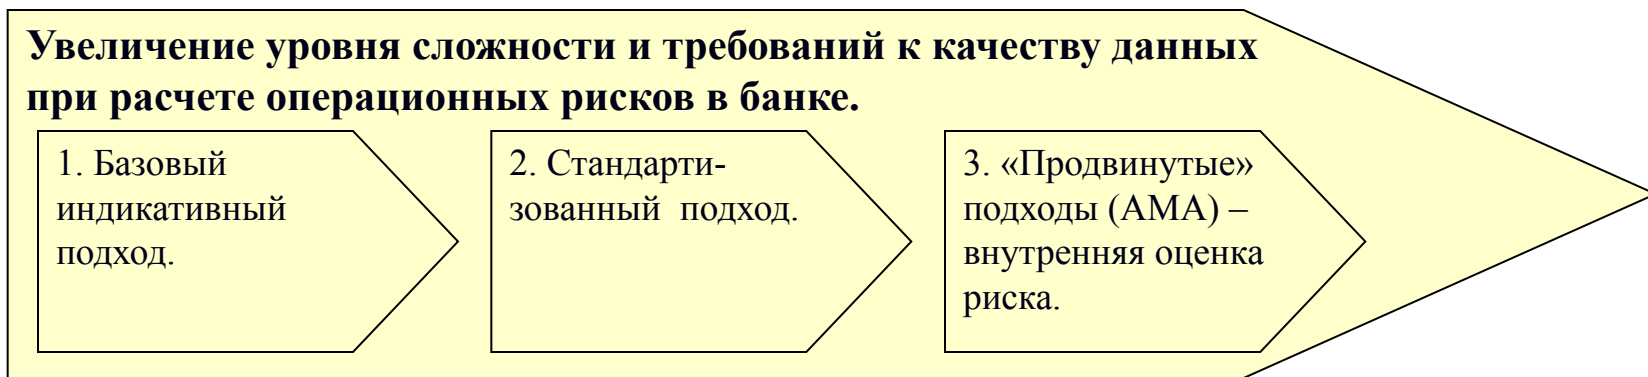 Увеличение уровня сложности и требований к качеству данных
при расчете операционных рисков в банке.
1. Базовый
индикативный
подход.
2. Стандарти-
зованный подход.
3. «Продвинутые»
подходы (АМА) –
внутренняя оценка
риска.